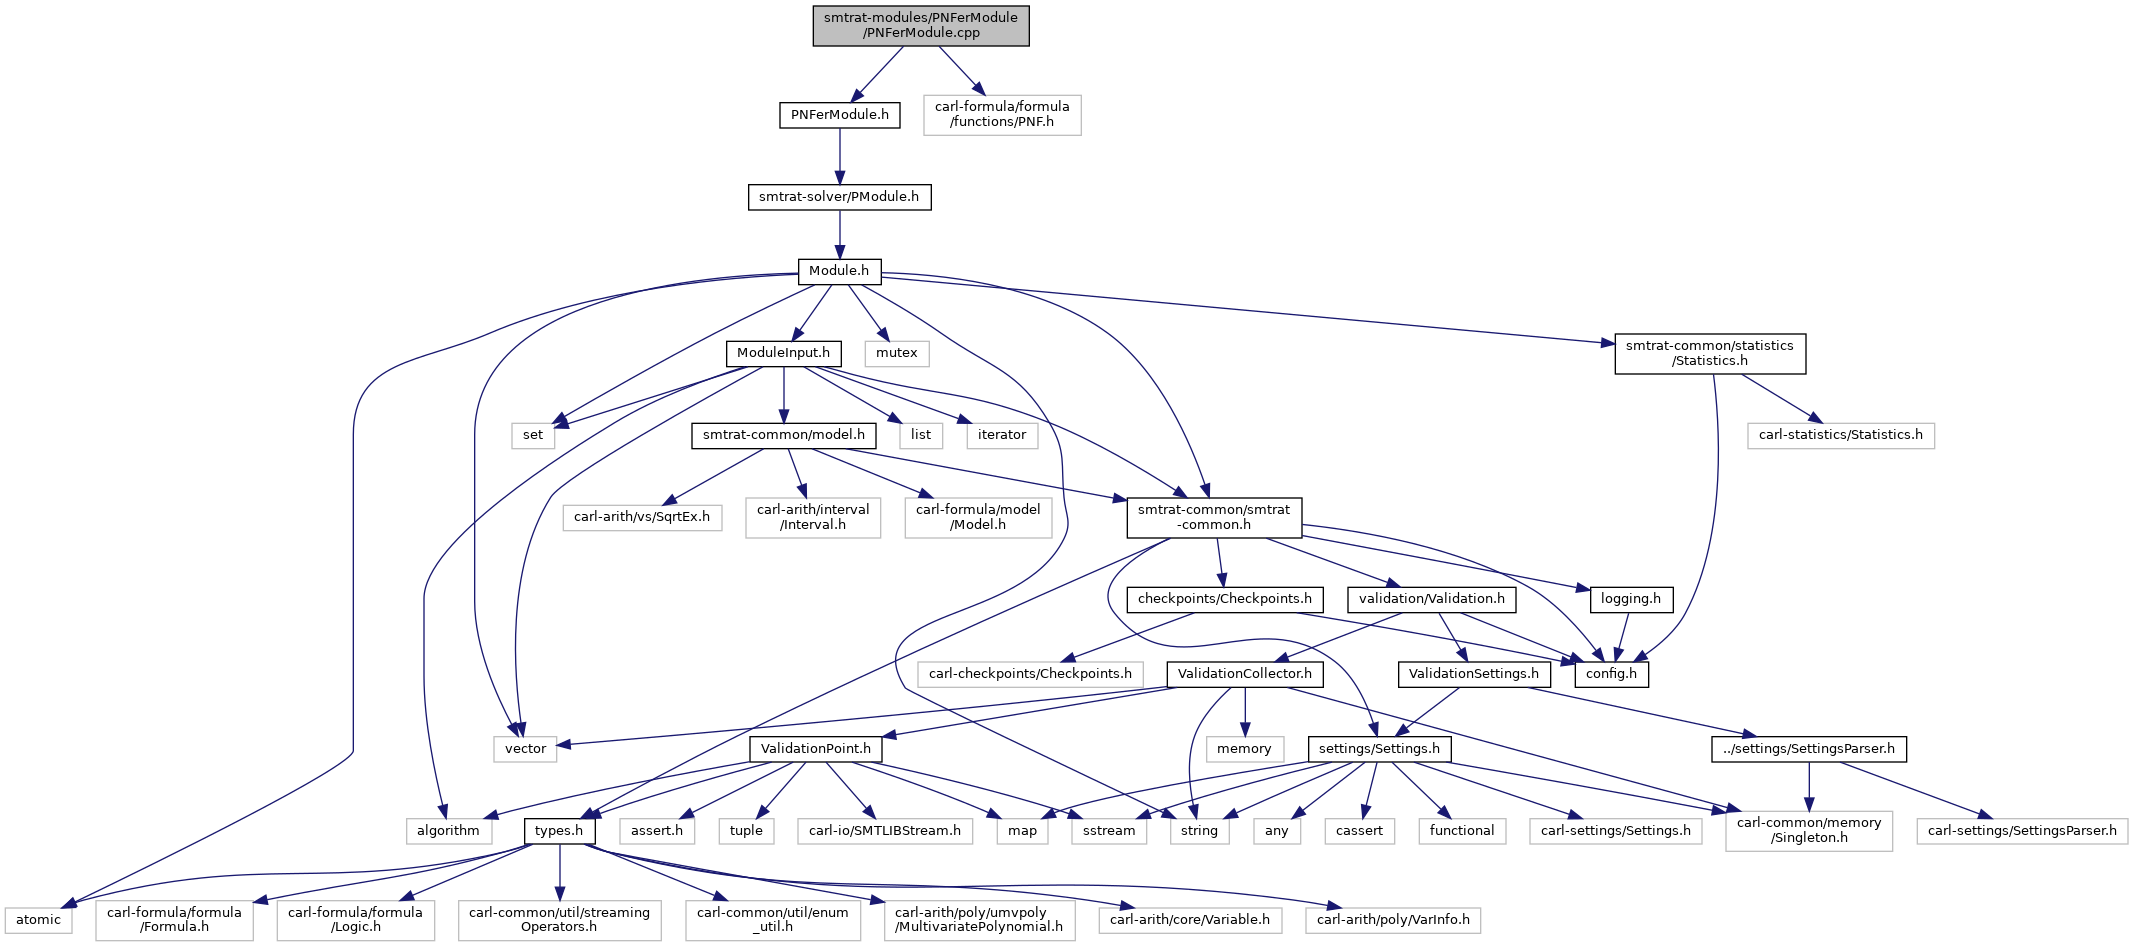 smtrat-modules/PNFerModule
/PNFerModule.cpp
PNFerModule.h
carl-formula/formula
/functions/PNF.h
smtrat-solver/PModule.h
Module.h
ModuleInput.h
mutex
smtrat-common/statistics
/Statistics.h
set
smtrat-common/model.h
list
iterator
carl-statistics/Statistics.h
carl-arith/vs/SqrtEx.h
carl-arith/interval
/Interval.h
carl-formula/model
/Model.h
smtrat-common/smtrat
-common.h
checkpoints/Checkpoints.h
validation/Validation.h
logging.h
carl-checkpoints/Checkpoints.h
ValidationCollector.h
ValidationSettings.h
config.h
vector
ValidationPoint.h
memory
settings/Settings.h
../settings/SettingsParser.h
algorithm
types.h
assert.h
tuple
carl-io/SMTLIBStream.h
map
sstream
string
any
cassert
functional
carl-settings/Settings.h
carl-common/memory
/Singleton.h
carl-settings/SettingsParser.h
atomic
carl-formula/formula
/Formula.h
carl-formula/formula
/Logic.h
carl-common/util/streaming
Operators.h
carl-common/util/enum
_util.h
carl-arith/poly/umvpoly
/MultivariatePolynomial.h
carl-arith/core/Variable.h
carl-arith/poly/VarInfo.h